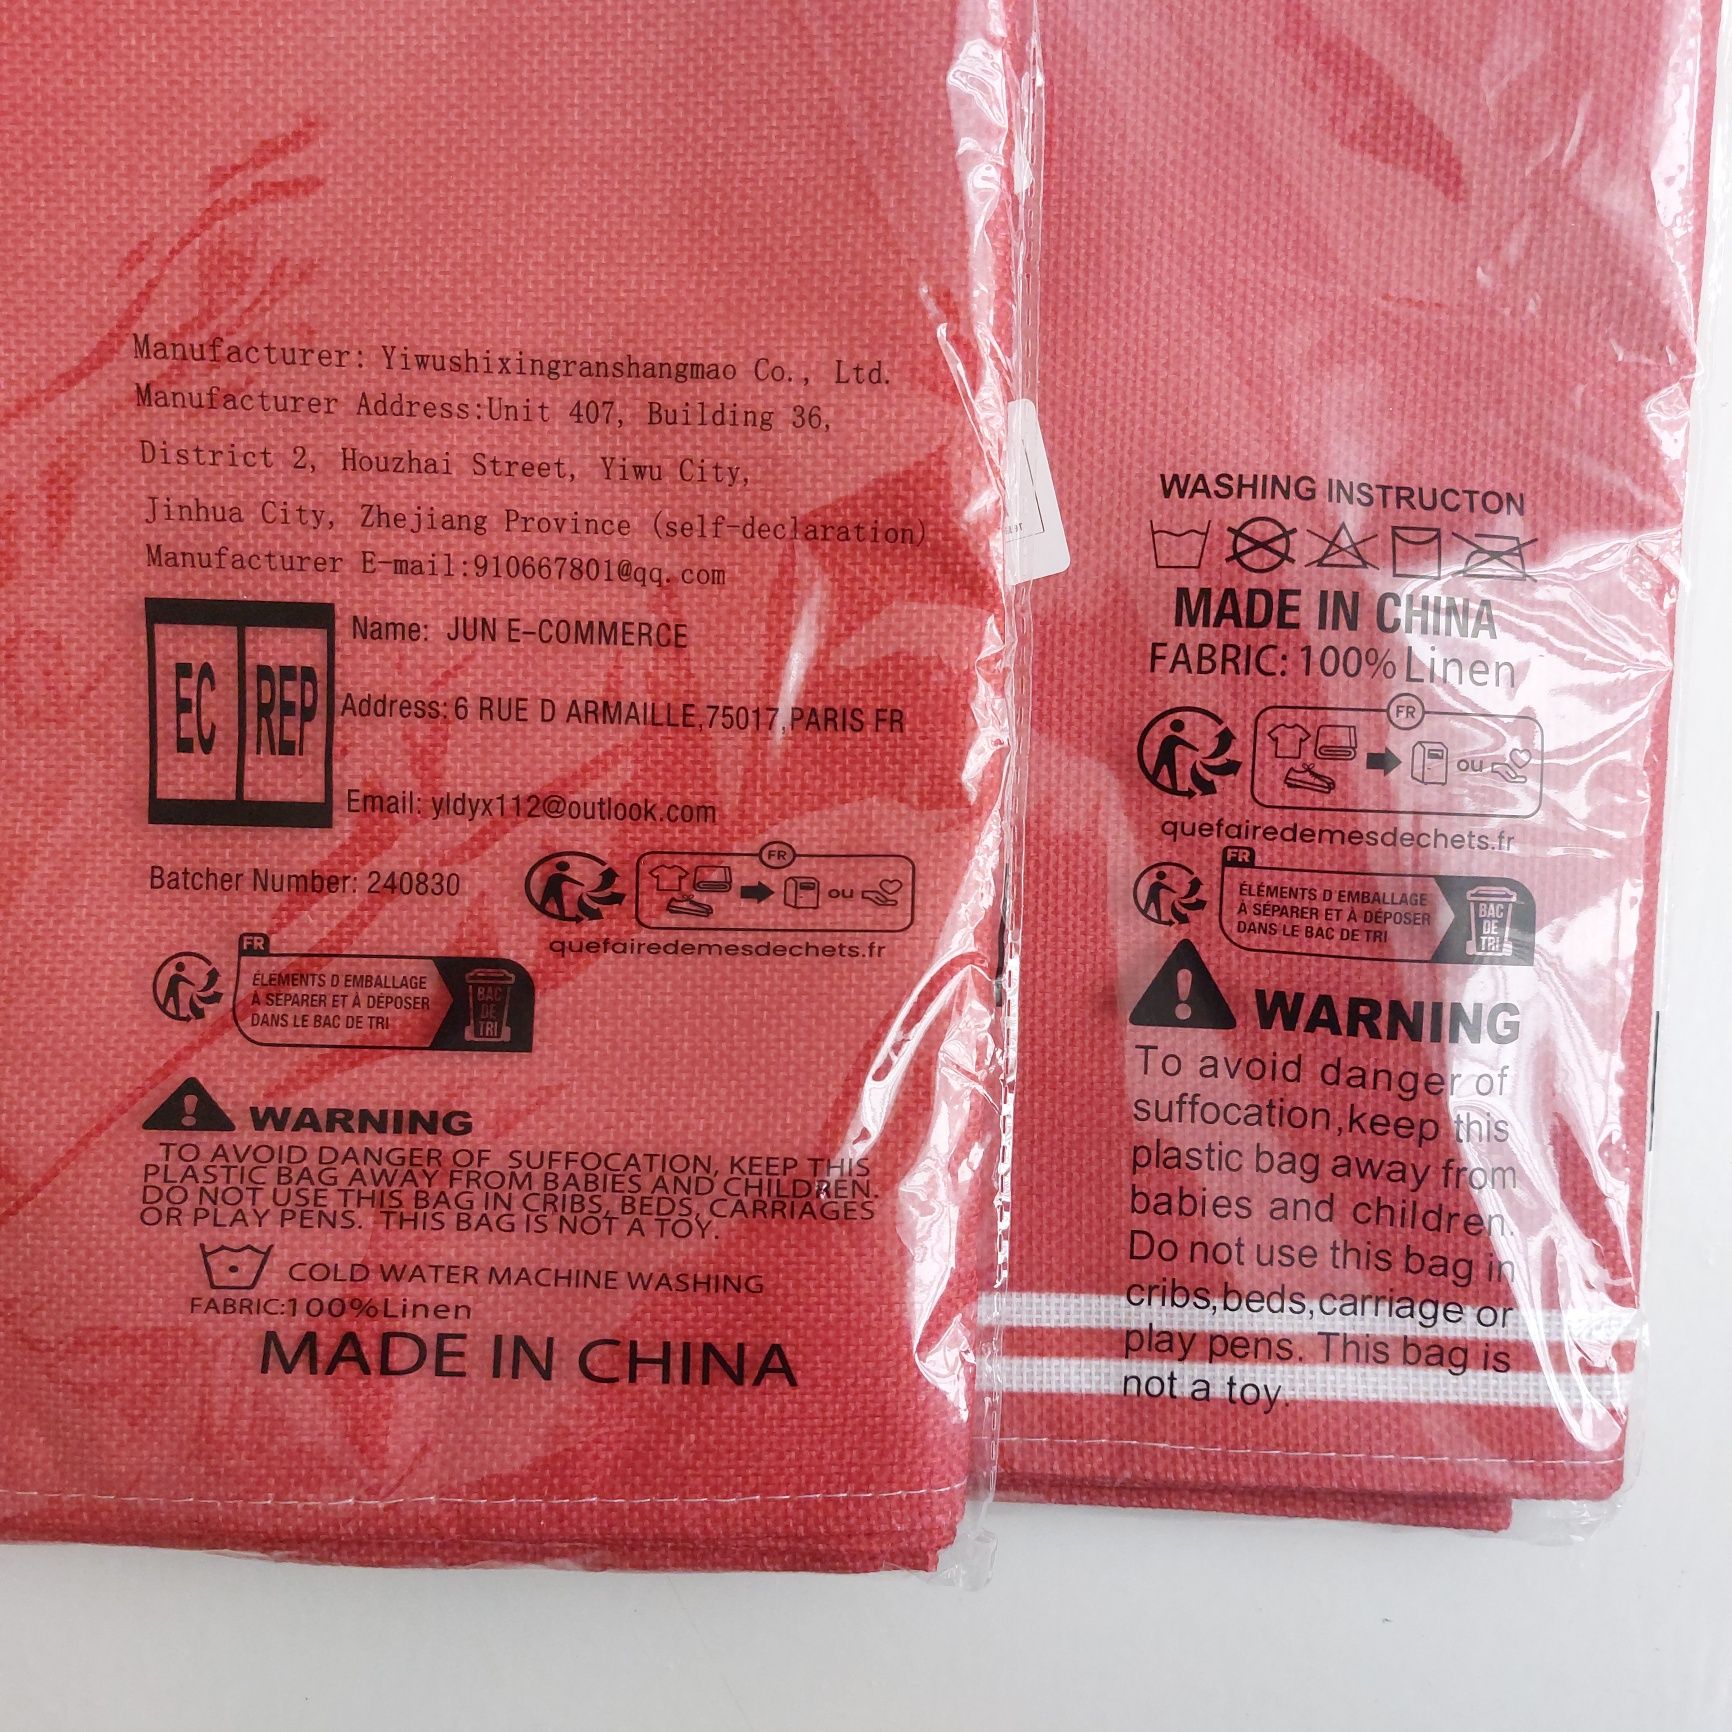 Manufacturer: Yiwushixingranshangmao Co., Ltd.
Manufacturer Address:Unit 407, Building 36,
District 2, Houzhai Street, Yiwu City,
Jinhua City, Zhejiang Province (self-declaration)
Manufacturer E-mail:910667801@qq.com
EC REP
Name: JUN E-COMMERCE
Address: 6 RUE D ARMAILLE,75017,PARIS FR
Email: yldyx112@outlook.com
Batcher Number: 240830
FR
ou
quefairedemesdechets.fr
FR
ÉLÉMENTS D'EMBALLAGE
À SÉPARER ET À DÉPOSER
DANS LE BAC DE TRI
BAC
DE
TRI
WARNING
TO AVOID DANGER OF SUFFOCATION, KEEP THIS
PLASTIC BAG AWAY FROM BABIES AND CHILDREN.
DO NOT USE THIS BAG IN CRIBS, BEDS, CARRIAGES
OR PLAY PENS. THIS BAG IS NOT A TOY.
COLD WATER MACHINE WASHING
FABRIC:100%Linen
MADE IN CHINA
WASHING INSTRUCTON
MADE IN CHINA
FABRIC: 100% Linen
FR
ou
quefairedemesdechets.fr
FR
ÉLÉMENTS D'EMBALLAGE
À SÉPARER ET À DÉPOSER
DANS LE BAC DE TRI
BAC
DE
TRI
WARNING
To avoid danger of
suffocation,keep this
plastic bag away from
babies and children.
Do not use this bag in
cribs,beds,carriage or
play pens. This bag is
not a toy.